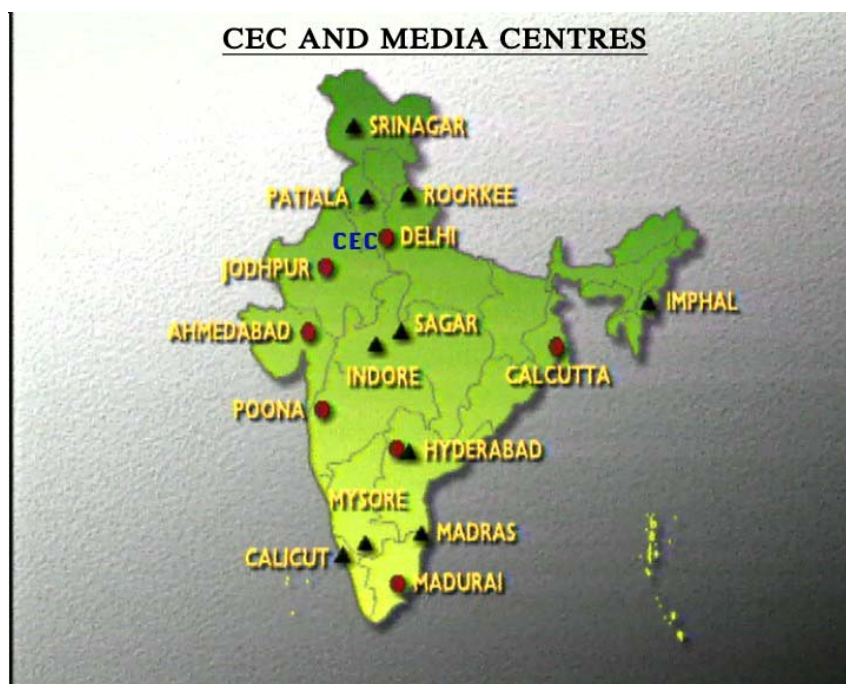 CEC AND MEDIA CENTRES
SRINAGAR
PATIALA
ROORKEE
CEC
DELHI
JODHPUR
IMPHAL
AHMEDABAD
SAGAR
INDORE
CALCUTTA
POONA
HYDERABAD
MYSORE
MADRAS
CALICUT
MADURAI